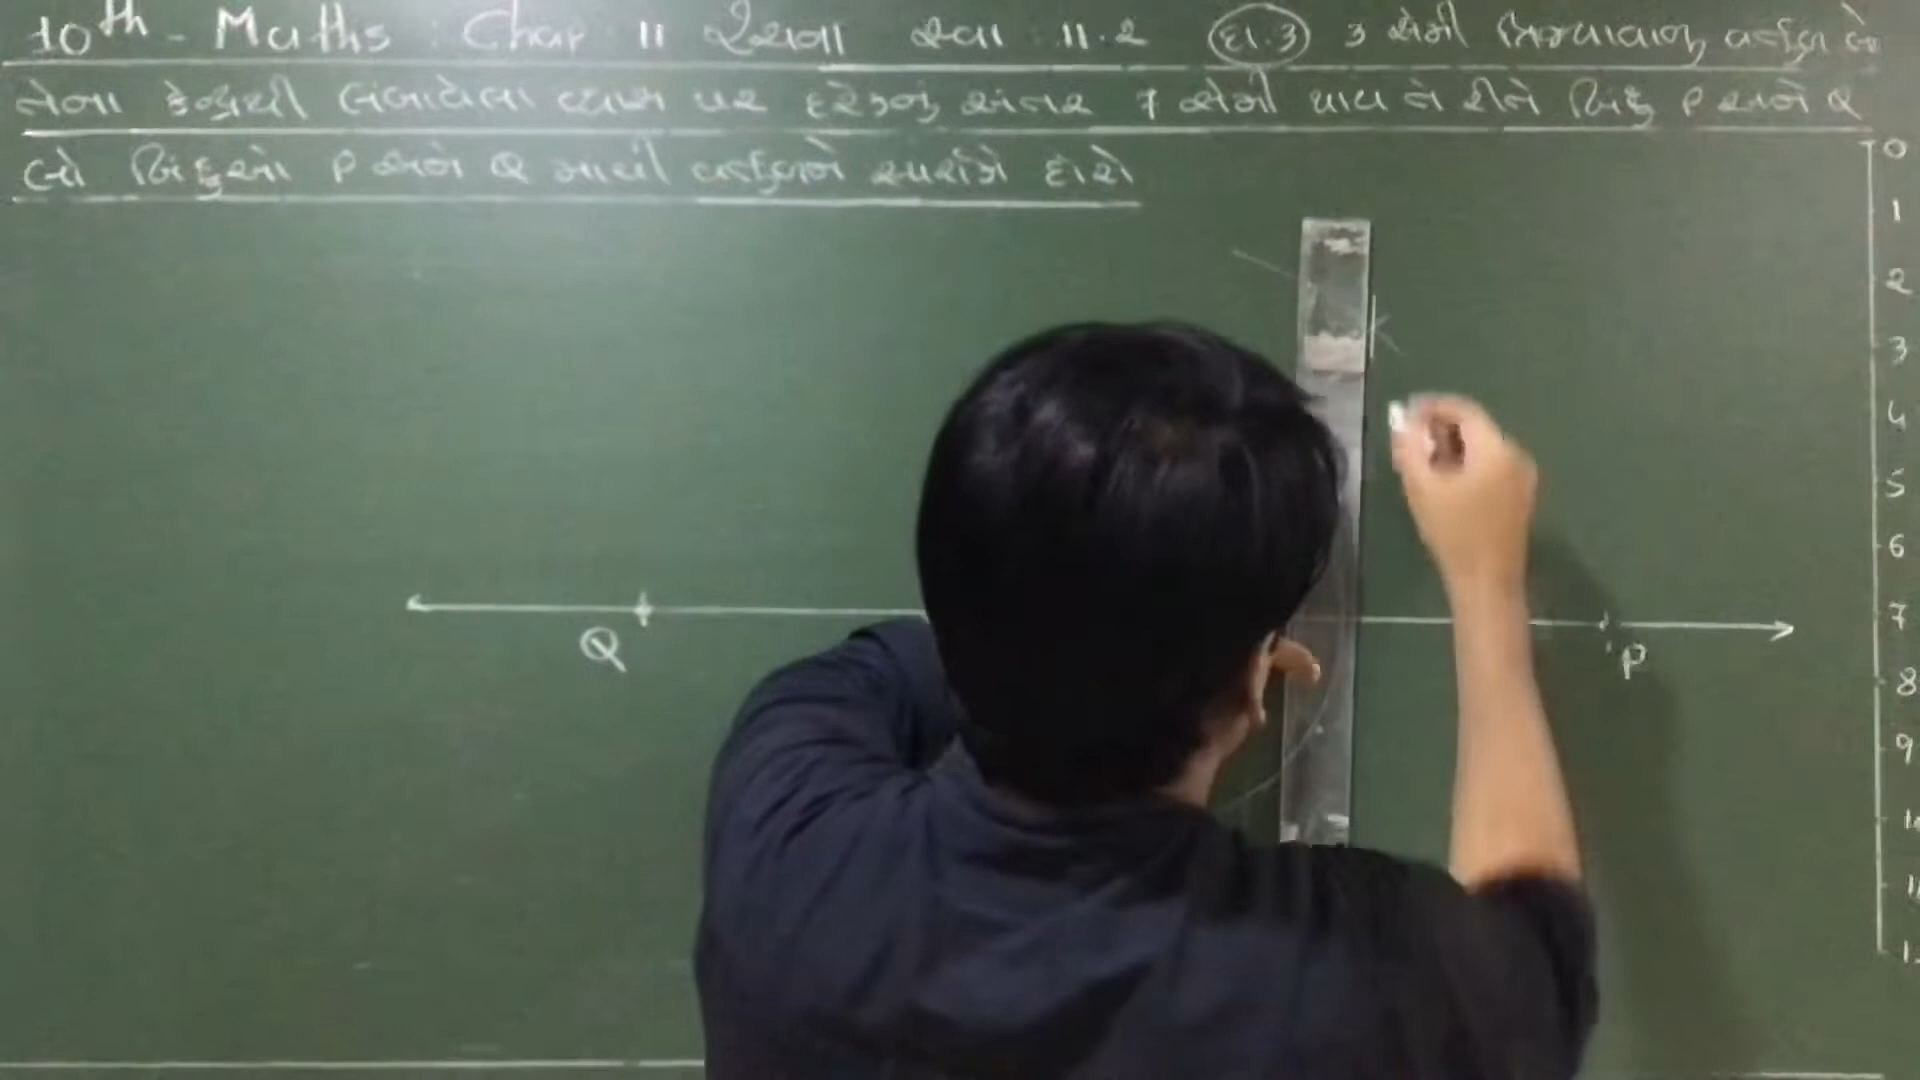 10th - Maths : Chap 11 રચના સ્વા 11.2 દા.3 3 સેમી ત્રિજ્યાવાળુ વર્તુળ લો
તેના કેન્દ્રથી લંબાયેલા વ્યાસ પર દરેકનું અંતર 7 સેમી થાય તે રીતે બિંદુ P અને Q
લો બિંદુઓ P અને Q માંથી વર્તુળને સ્પર્શકો દોરો
0
1
2
3
4
5
6
7
8
9
Q
P